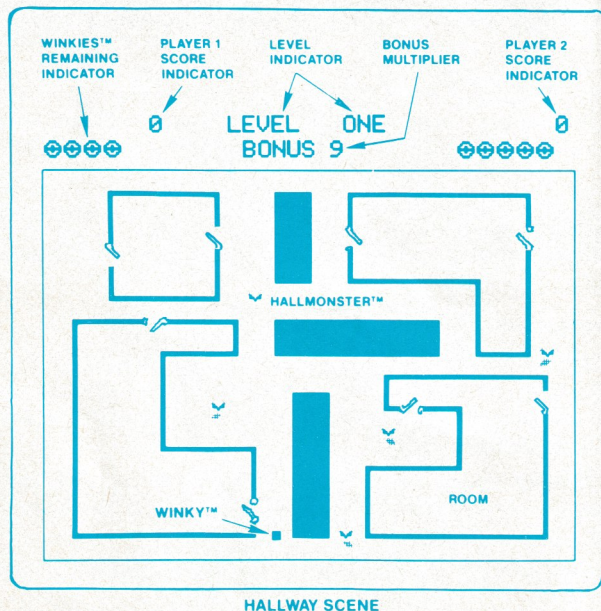 WINKIES™
REMAINING
INDICATOR
PLAYER 1
SCORE
INDICATOR
LEVEL
INDICATOR
BONUS
MULTIPLIER
PLAYER 2
SCORE
INDICATOR
0 LEVEL ONE 0
BONUS 9
HALLMONSTER™
WINKY™
ROOM
HALLWAY SCENE